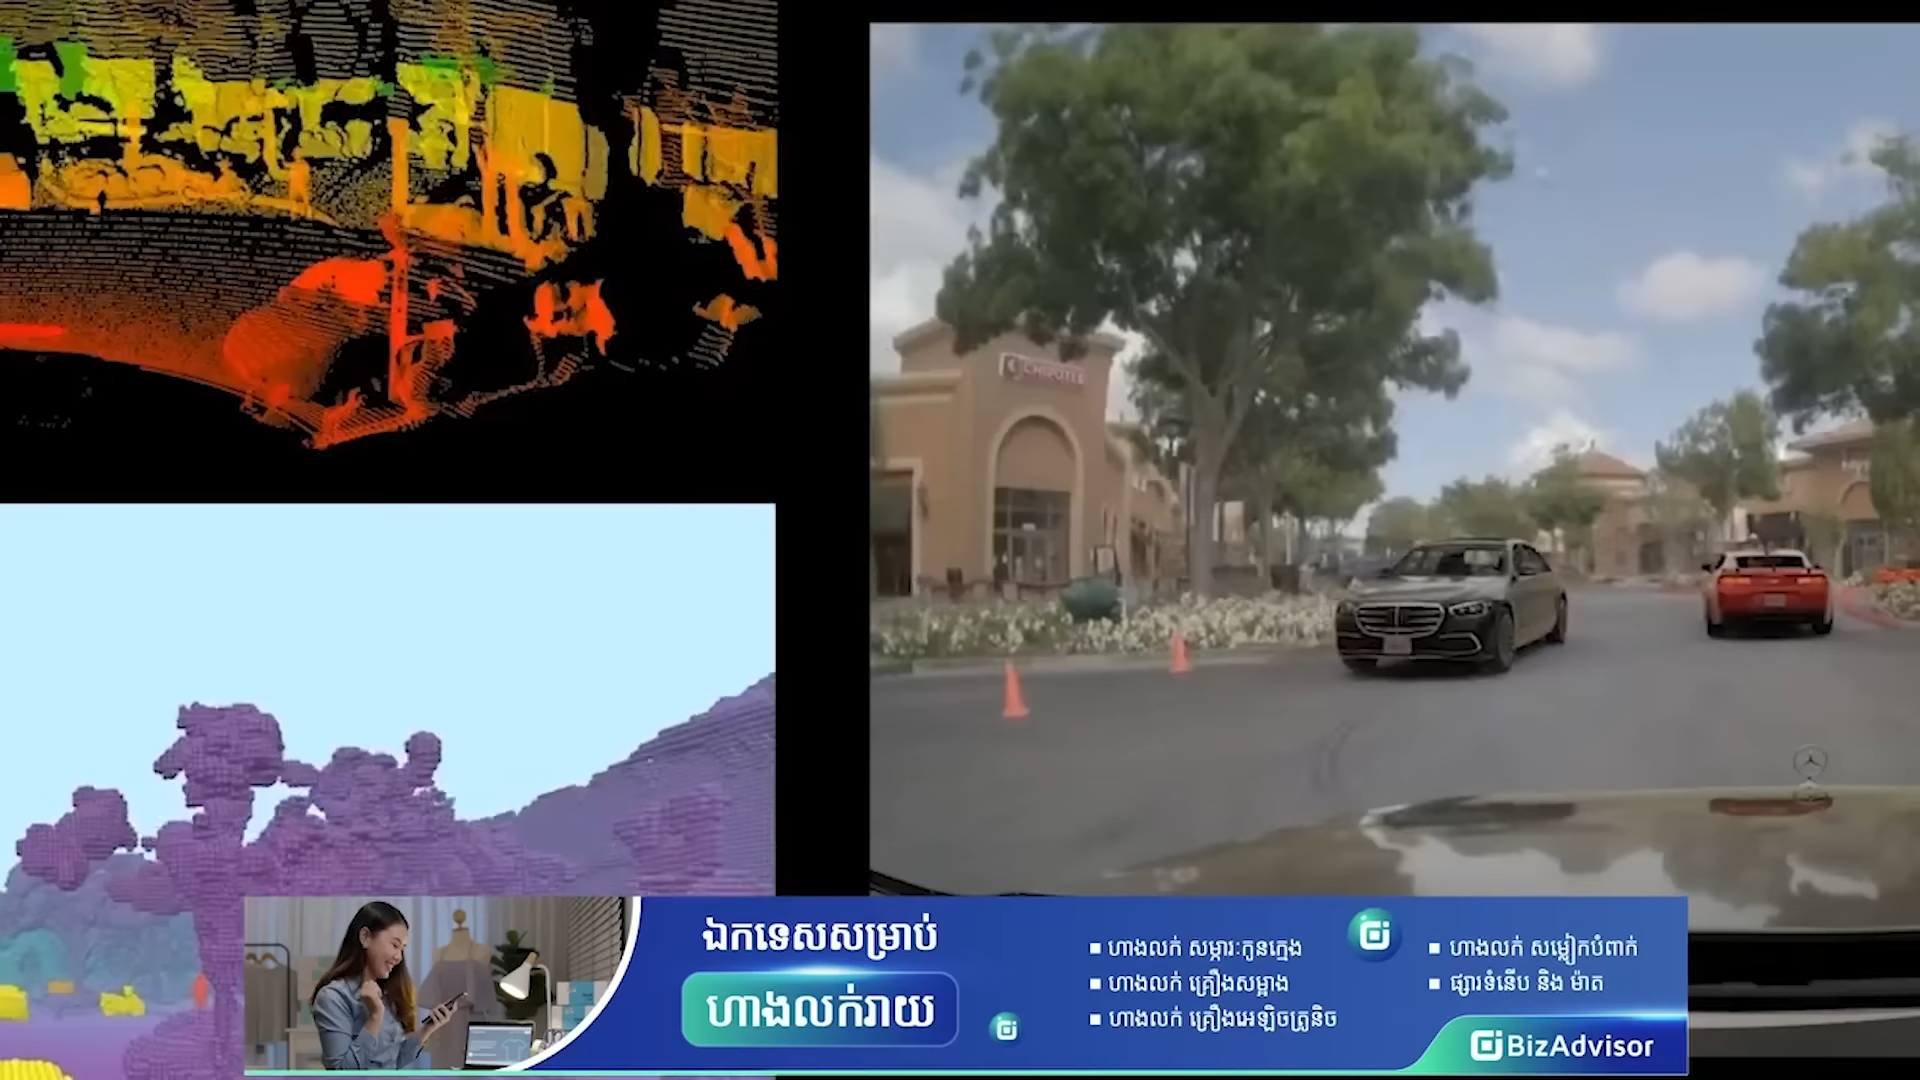 CHIPOTLE
ឯកទេសសម្រាប់
ហាងលក់រាយ
■ ហាងលក់ សម្ភារៈកូនក្មេង
■ ហាងលក់ គ្រឿងសម្អាង
■ ហាងលក់ គ្រឿងអេឡិចត្រូនិច
■ ហាងលក់ សម្លៀកបំពាក់
■ ផ្សារទំនើប និង ម៉ាត
BizAdvisor